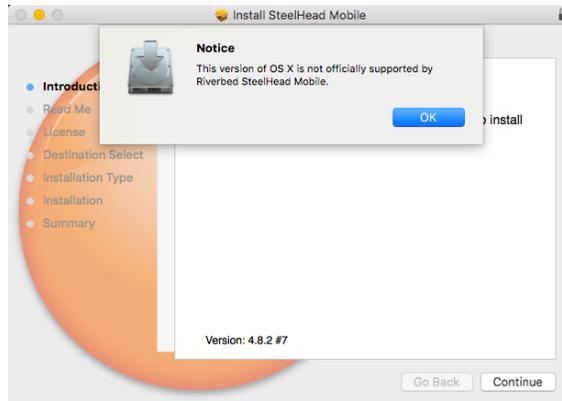 Install SteelHead Mobile
Notice
This version of OS X is not officially supported by
Riverbed SteelHead Mobile.
OK
Introducti
Read Me
License
Destination Select
Installation Type
Installation
Summary
install
Version: 4.8.2 #7
Go Back
Continue